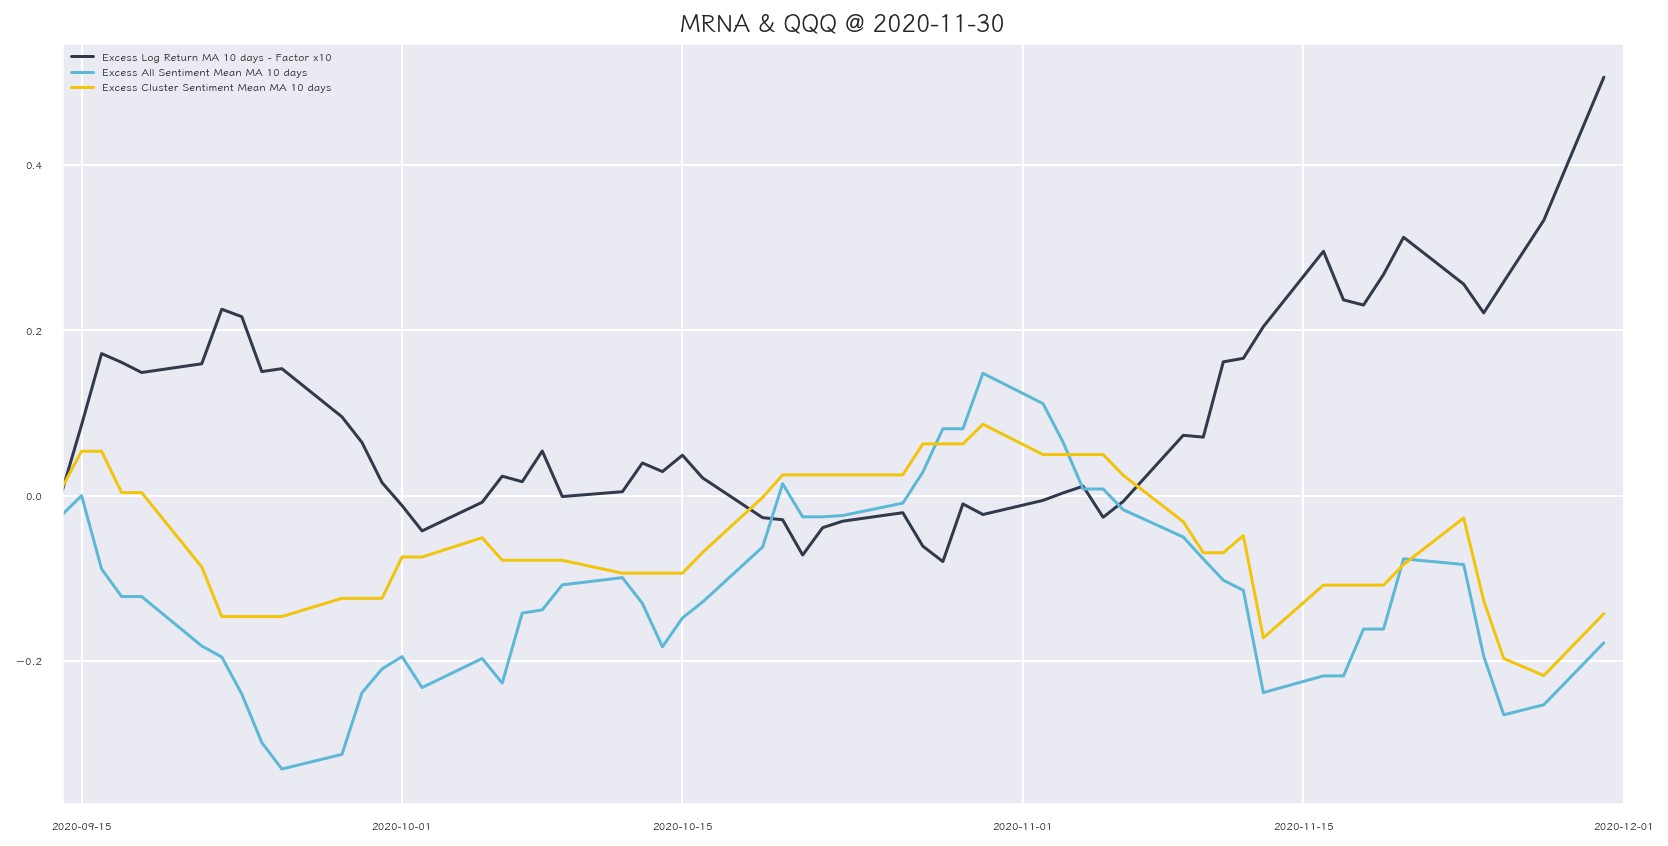 MRNA & QQQ @ 2020-11-30
Excess Log Return MA 10 days - Factor x10
Excess All Sentiment Mean MA 10 days
Excess Cluster Sentiment Mean MA 10 days
0.4
0.2
0.0
−0.2
2020-09-15 2020-10-01 2020-10-15 2020-11-01 2020-11-15 2020-12-01